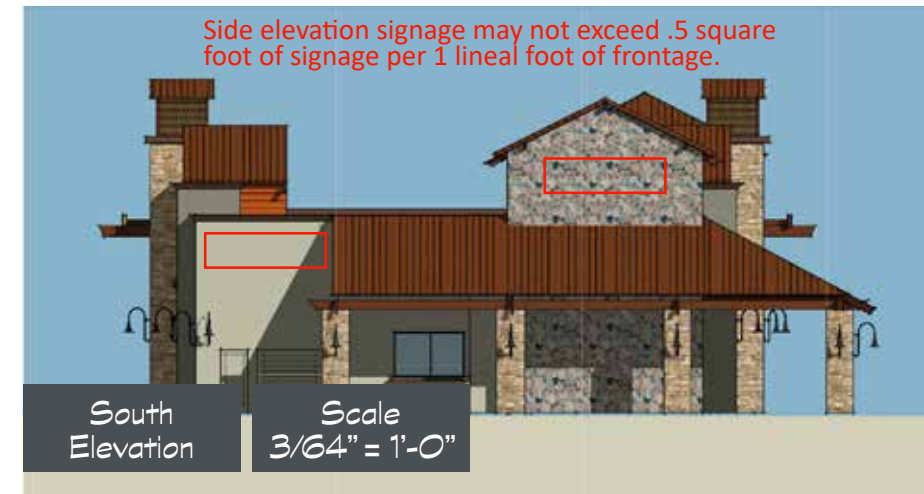 Side elevation signage may not exceed .5 square
foot of signage per 1 lineal foot of frontage.
South
Elevation
Scale
3/64” = 1’-0”